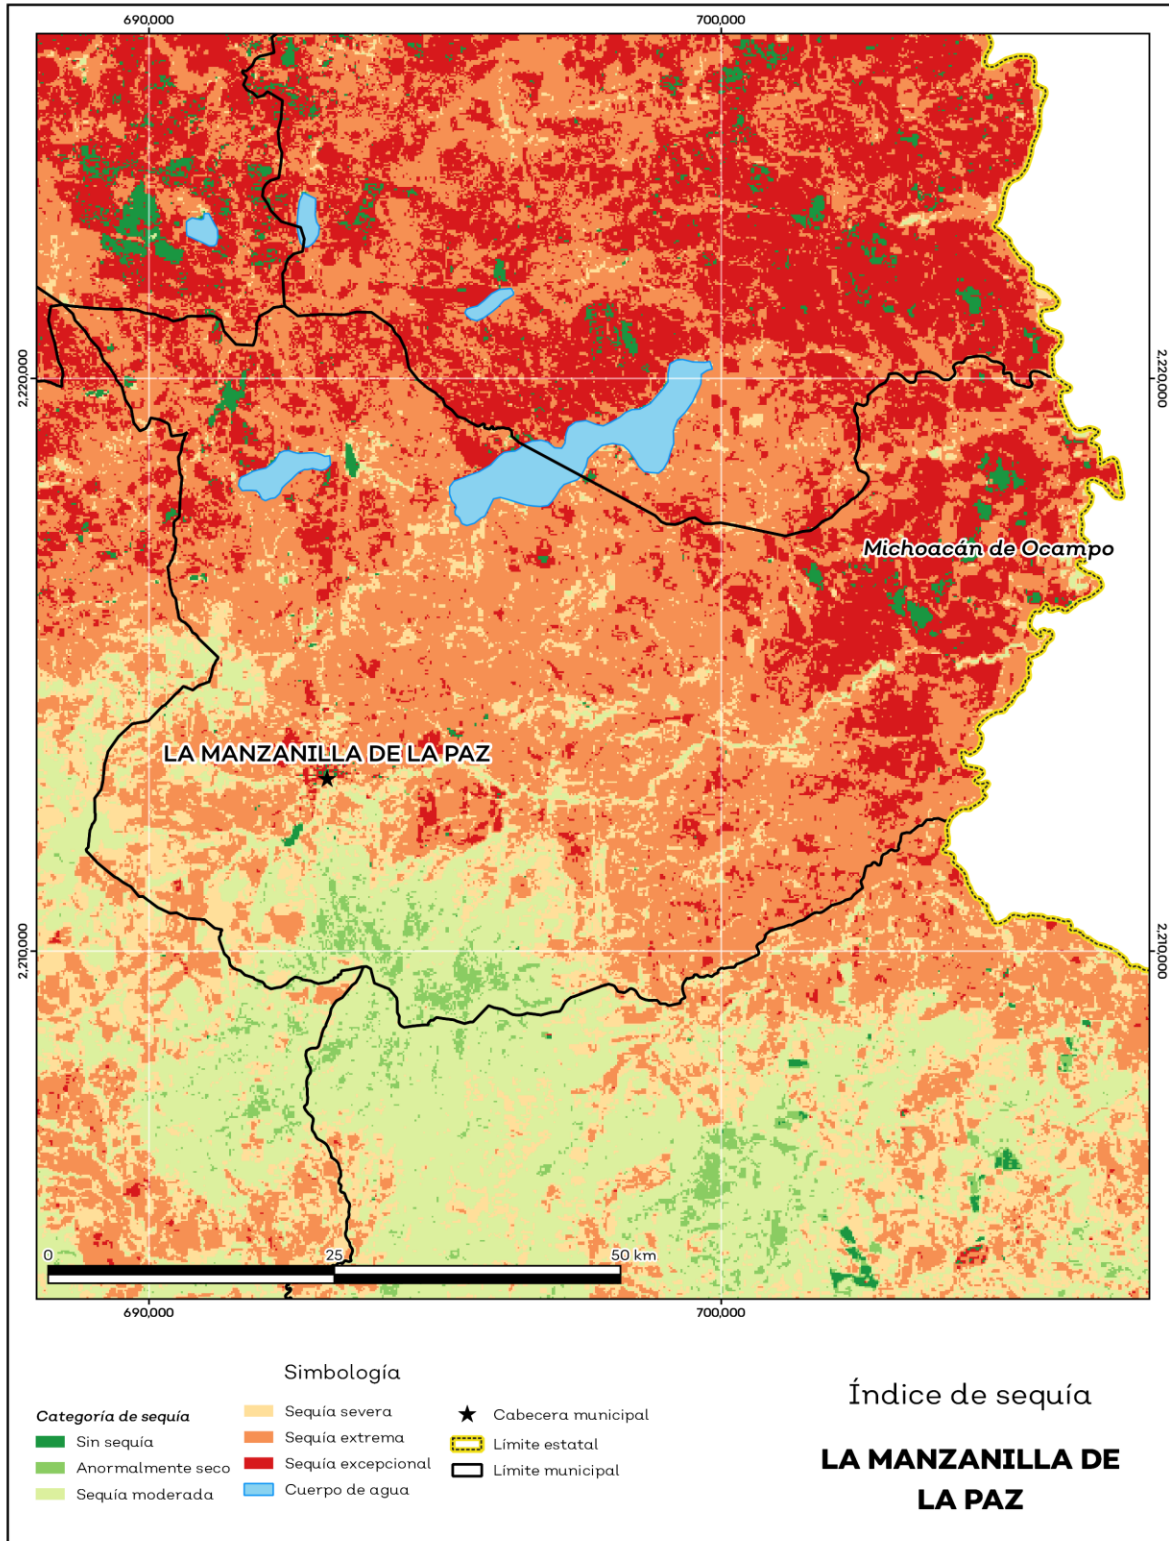 690,000
700,000
2,220,000
2,220,000
Michoacán de Ocampo
LA MANZANILLA DE LA PAZ
2,210,000
2,210,000
0
25
50 km
690,000
700,000
Simbología
Categoría de sequía
Sin sequía
Anormalmente seco
Sequía moderada
Sequía severa
Sequía extrema
Sequía excepcional
Cuerpo de agua
Cabecera municipal
Límite estatal
Límite municipal
Índice de sequía
LA MANZANILLA DE
LA PAZ